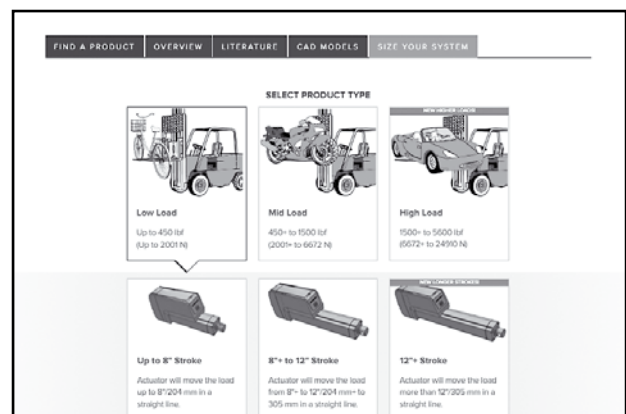 FIND A PRODUCT OVERVIEW LITERATURE CAD MODELS SIZE YOUR SYSTEM
SELECT PRODUCT TYPE
NEW HIGHER LOADS
Low Load
Up to 450 lbf
(Up to 2001 N)
Mid Load
450+ to 1500 lbf
(2001+ to 6672 N)
High Load
1500+ to 5600 lbf
(6672+ to 24910 N)
NEW LONGER STROKES
Up to 8" Stroke
Actuator will move the load
up to 8"/204 mm in a
straight line.
8"+ to 12" Stroke
Actuator will move the load
from 8"+ to 12"/204 mm+ to
305 mm in a straight line.
12"+ Stroke
Actuator will move the load
more than 12"/305 mm in a
straight line.